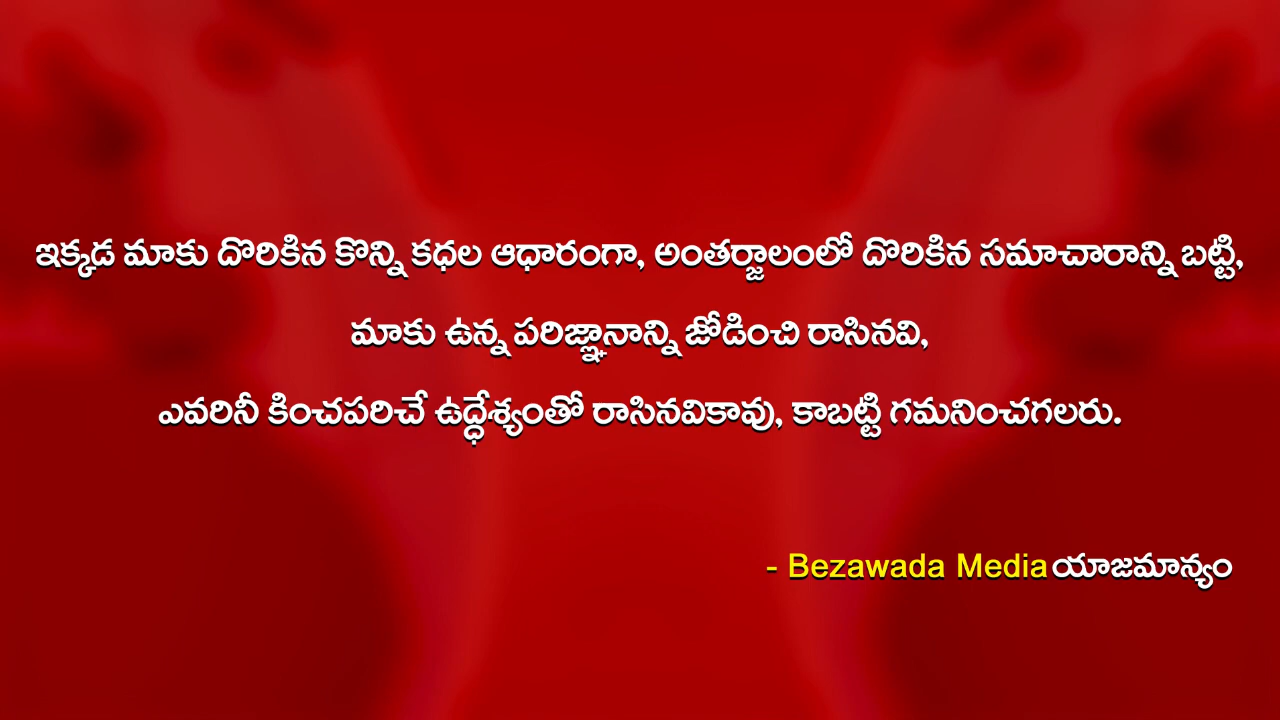 ఇక్కడ మాకు దొరికిన కొన్ని కధల ఆధారంగా, అంతర్జాలంలో దొరికిన సమాచారాన్ని బట్టి,
మాకు ఉన్న పరిజ్ఞానాన్ని జోడించి రాసినవి,
ఎవరినీ కించపరిచే ఉద్ధేశ్యంతో రాసినవికావు, కాబట్టి గమనించగలరు.
- Bezawada Media యాజమాన్యం